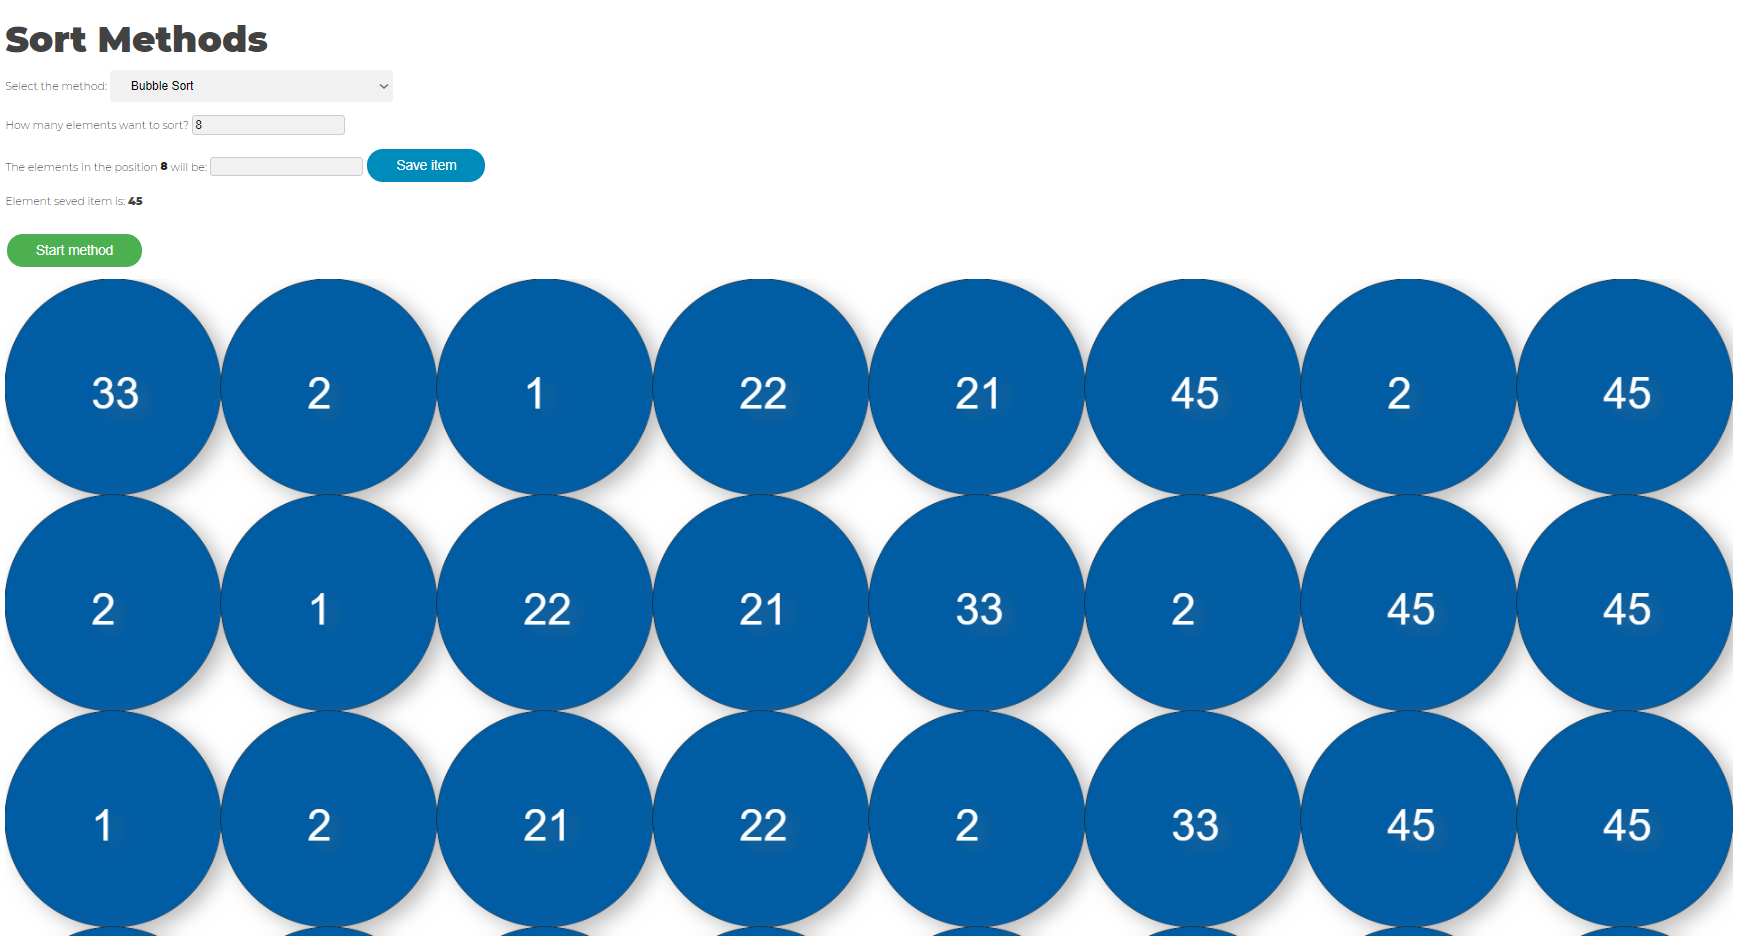 Sort Methods
Select the method: Bubble Sort
How many elements want to sort? 8
The elements in the position 8 will be: Save item
Element seved item is: 45
Start method
33 2 1 22 21 45 2 45
2 1 22 21 33 2 45 45
1 2 21 22 2 33 45 45